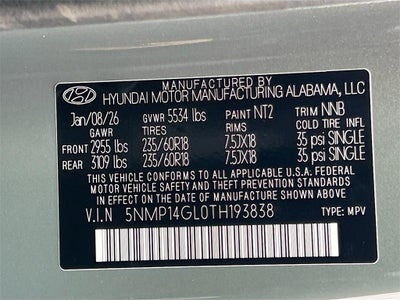 MANUFACTURED BY
HYUNDAI MOTOR MANUFACTURING ALABAMA, LLC
Jan/08/26 GVWR 5534 lbs PAINT NT2 TRIM NNB
GAWR TIRES RIMS COLD TIRE INFL
FRONT 2955 lbs 235/60R18 7.5JX18 35 psi SINGLE
REAR 3109 lbs 235/60R18 7.5JX18 35 psi SINGLE
THIS VEHICLE CONFORMS TO ALL APPLICABLE U.S.A. FEDERAL
MOTOR VEHICLE SAFETY AND THEFT PREVENTION STANDARDS
IN EFFECT ON THE DATE OF MANUFACTURE SHOWN ABOVE.
V.I.N 5NMP14GL0TH193838 TYPE: MPV